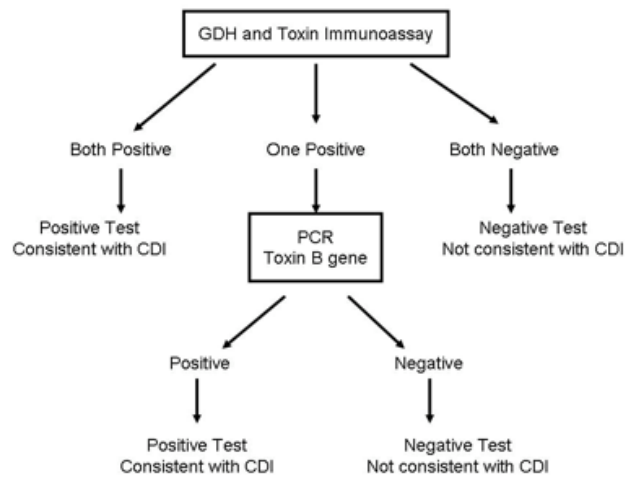 GDH and Toxin Immunoassay
Both Positive
One Positive
Both Negative
Positive Test
Consistent with CDI
PCR
Toxin B gene
Negative Test
Not consistent with CDI
Positive
Negative
Positive Test
Consistent with CDI
Negative Test
Not consistent with CDI